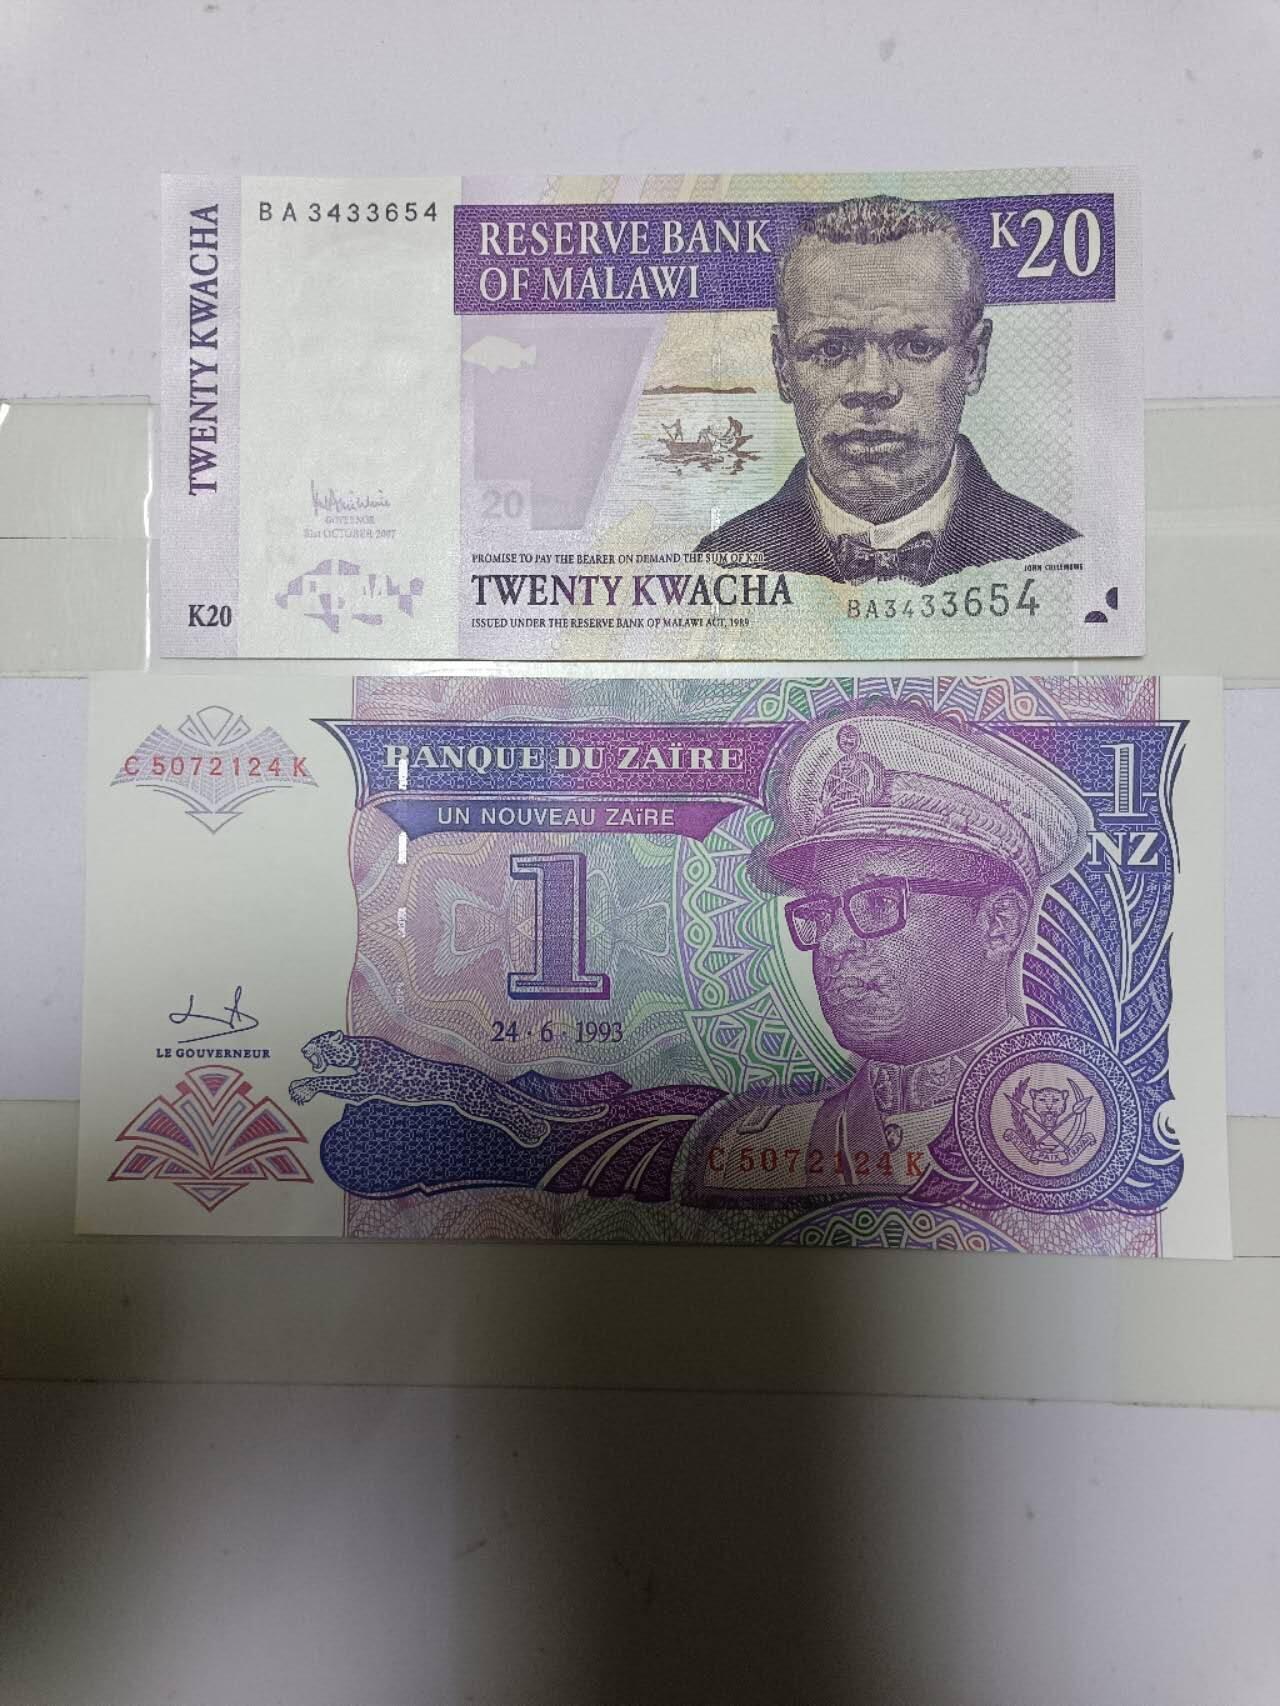 TWENTY KWACHA
BA3433654
RESERVE BANK
OF MALAWI
K20
20
GOVERNOR
31st OCTOBER 2007
PROMISE TO PAY THE BEARER ON DEMAND THE SUM OF K20
TWENTY KWACHA
ISSUED UNDER THE RESERVE BANK OF MALAWI ACT, 1989
JOHN CHILEMBWE
BA3433654
K20
C 5072124 K
BANQUE DU ZAÏRE
UN NOUVEAU ZAïRE
1
NZ
1
24·6·1993
LE GOUVERNEUR
PAIX
C 5072124 K